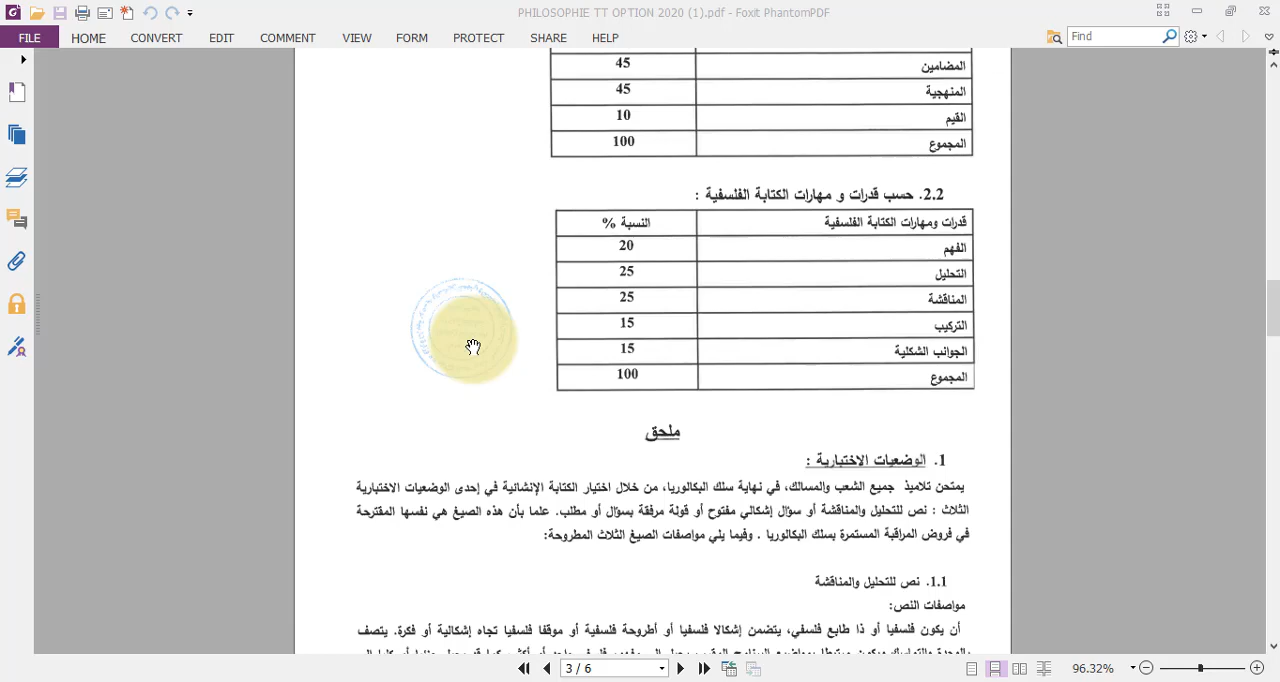 PHILOSOPHIE TT OPTION 2020 (1).pdf - Foxit PhantomPDF
FILE HOME CONVERT EDIT COMMENT VIEW FORM PROTECT SHARE HELP
Find
المضامين 45
المنهجية 45
القيم 10
المجموع 100
2.2. حسب قدرات و مهارات الكتابة الفلسفية :
قدرات ومهارات الكتابة الفلسفية النسبة %
الفهم 20
التحليل 25
المناقشة 25
التركيب 15
الجوانب الشكلية 15
المجموع 100
ملحق
1. الوضعيات الاختبارية :
يمتحن تلاميذ جميع الشعب والمسالك، في نهاية سلك البكالوريا، من خلال اختيار الكتابة الإنشائية في إحدى الوضعيات الاختبارية
الثلاث : نص للتحليل والمناقشة أو سؤال إشكالي مفتوح أو قولة مرفقة بسؤال أو مطلب. علما بأن هذه الصيغ هي نفسها المقترحة
في فروض المراقبة المستمرة بسلك البكالوريا . وفيما يلي مواصفات الصيغ الثلاث المطروحة:
1.1. نص للتحليل والمناقشة
مواصفات النص:
أن يكون فلسفيا أو ذا طابع فلسفي، يتضمن إشكالا فلسفيا أو أطروحة فلسفية أو موقفا فلسفيا تجاه إشكالية أو فكرة. يتصف
3 / 6
96.32%